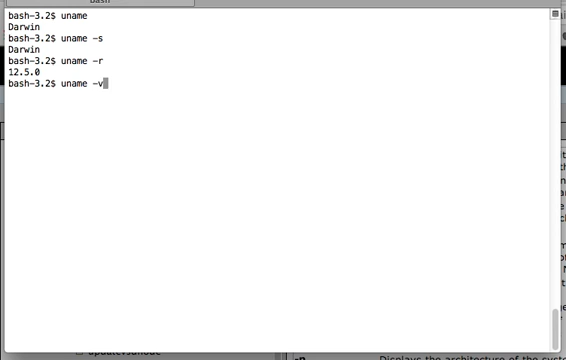 Bash
bash-3.2$ uname
Darwin
bash-3.2$ uname -s
Darwin
bash-3.2$ uname -r
12.5.0
bash-3.2$ uname -v
Displays the architecture of the syste